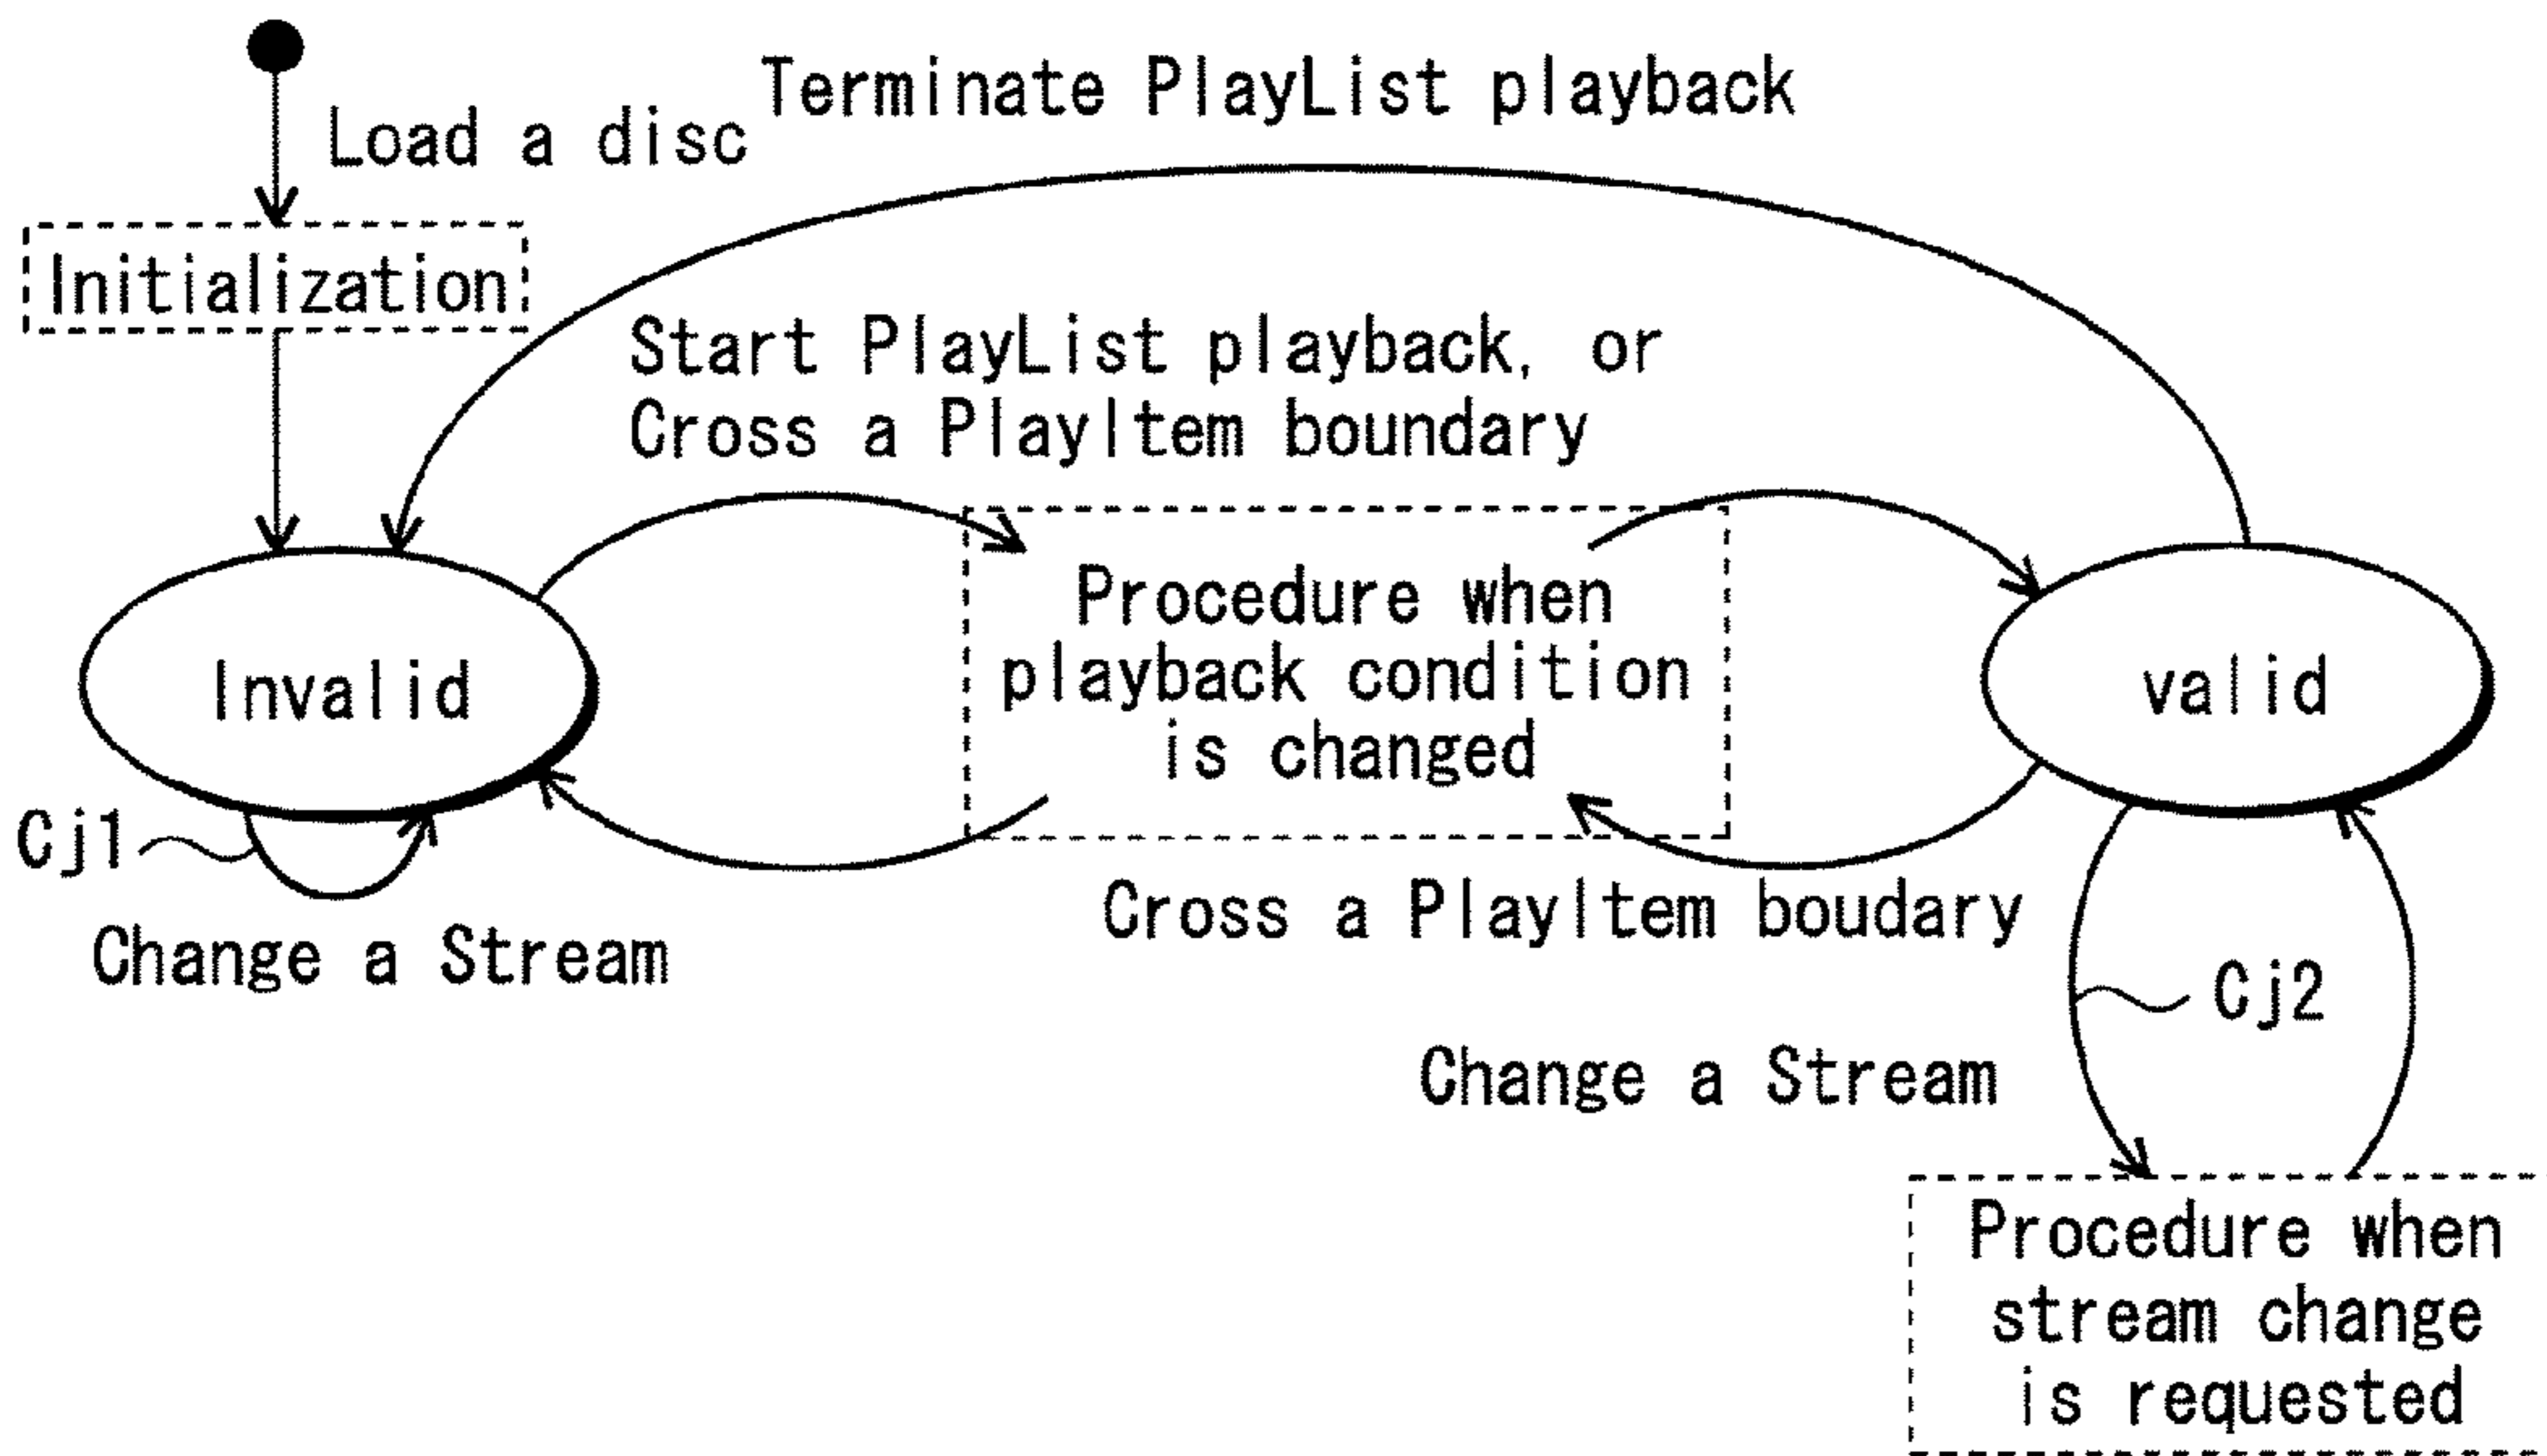 Terminate PlayList playback
Load a disc
Initialization
Start PlayList playback, or
Cross a PlayItem boundary
Procedure when
playback condition
is changed
Invalid
valid
Cj1
Change a Stream
Cross a PlayItem boudary
Cj2
Change a Stream
Procedure when
stream change
is requested